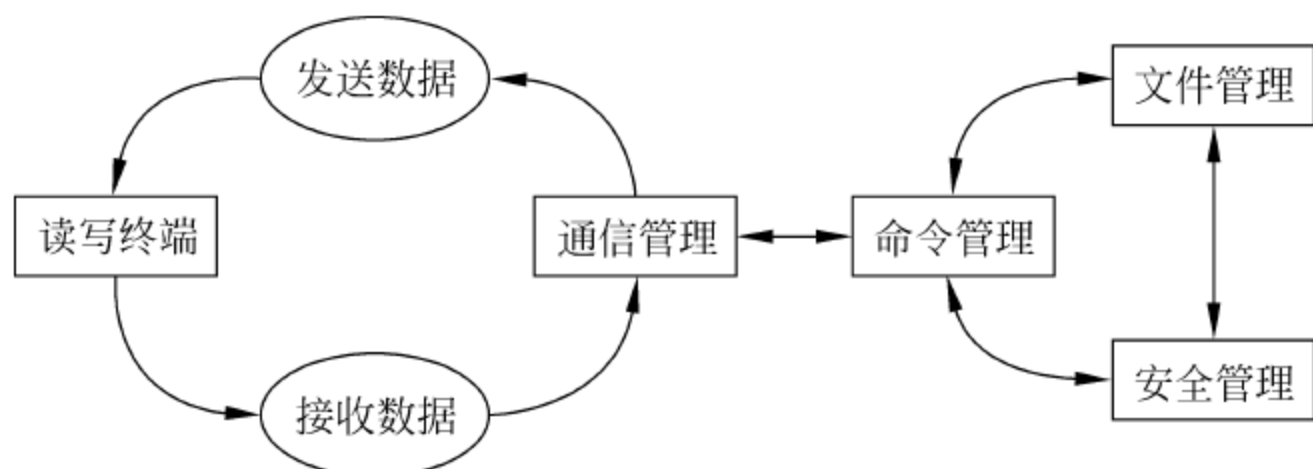 发送数据
文件管理
读写终端
通信管理
命令管理
安全管理
接收数据